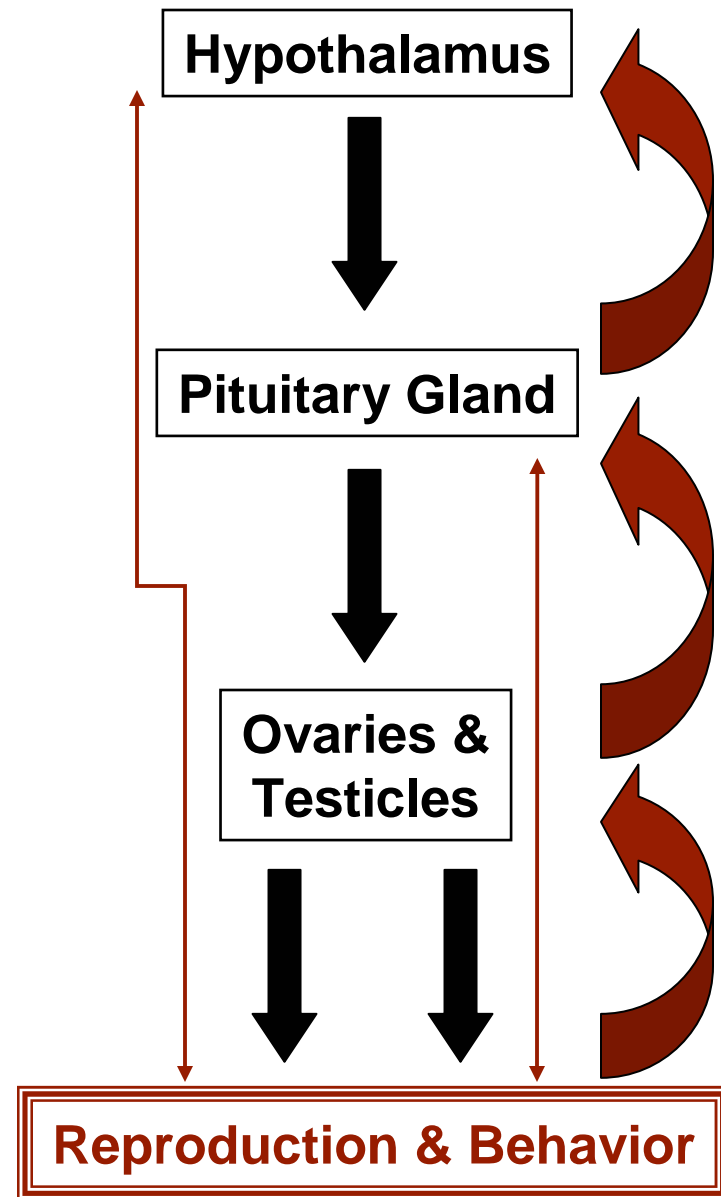 Hypothalamus
Pituitary Gland
Ovaries &
Testicles
Reproduction & Behavior